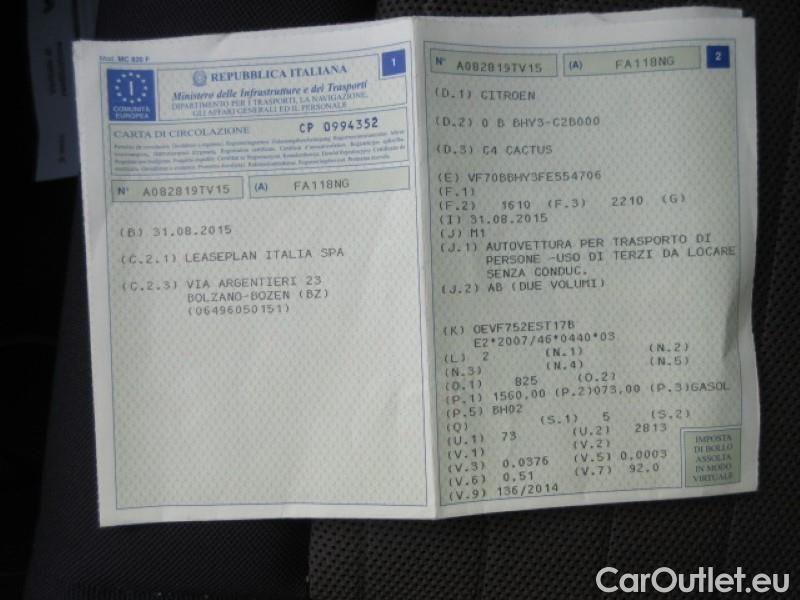 Mod. MC 820 F
1
REPUBBLICA ITALIANA
Ministero delle Infrastrutture e dei Trasporti
DIPARTIMENTO PER I TRASPORTI, LA NAVIGAZIONE,
GLI AFFARI GENERALI ED IL PERSONALE
I
COMUNITÀ
EUROPEA
CARTA DI CIRCOLAZIONE CP 0994352
N° A082819TV15 (A) FA118NG
(B) 31.08.2015
(C.2.1) LEASEPLAN ITALIA SPA
(C.2.3) VIA ARGENTIERI 23
BOLZANO-BOZEN (BZ)
(06496050151)
N° A082819TV15 (A) FA118NG
2
(D.1) CITROEN
(D.2) 0 B BHY3-C2B000
(D.3) C4 CACTUS
(E) VF70BBHY3FE554706
(F.1)
(F.2) 1610 (F.3) 2210 (G)
(I) 31.08.2015
(J) M1
(J.1) AUTOVETTURA PER TRASPORTO DI
PERSONE -USO DI TERZI DA LOCARE
SENZA CONDUC.
(J.2) AB (DUE VOLUMI)
(K) OEVF752EST17B
E2*2007/46*0440*03
(L) 2 (N.1) (N.2)
(N.3) (N.4) (N.5)
(O.1) 825 (O.2)
(P.1) 1560,00 (P.2)073,00 (P.3)GASOL
(P.5) BH02
(Q) (S.1) 5 (S.2)
(U.1) 73 (U.2) 2813
(V.1) (V.2)
(V.3) 0,0376 (V.5) 0,0003
(V.6) 0,51 (V.7) 92,0
(V.9) 136/2014
IMPOSTA
DI BOLLO
ASSOLTA
IN MODO
VIRTUALE
CarOutlet.eu